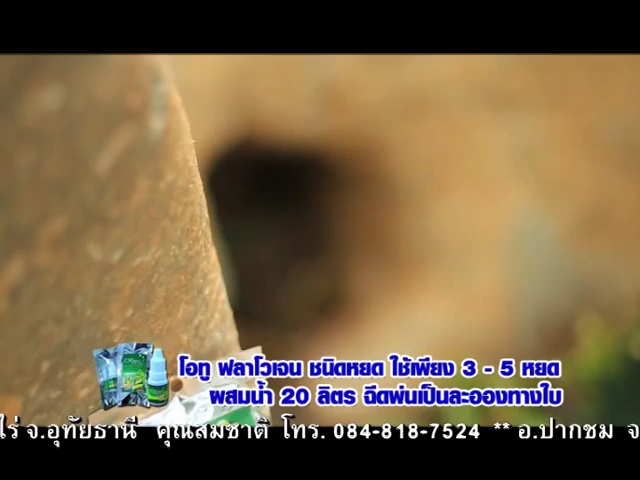 โอทู ฟลาโวเจน ชนิดหยด ใช้เพียง 3 - 5 หยด
ผสมน้ำ 20 ลิตร ฉีดพ่นเป็นละอองทางใบ
ไร่ จ.อุทัยธานี คุณสมชาติ โทร. 084-818-7524 ** อ.ปากชม จ